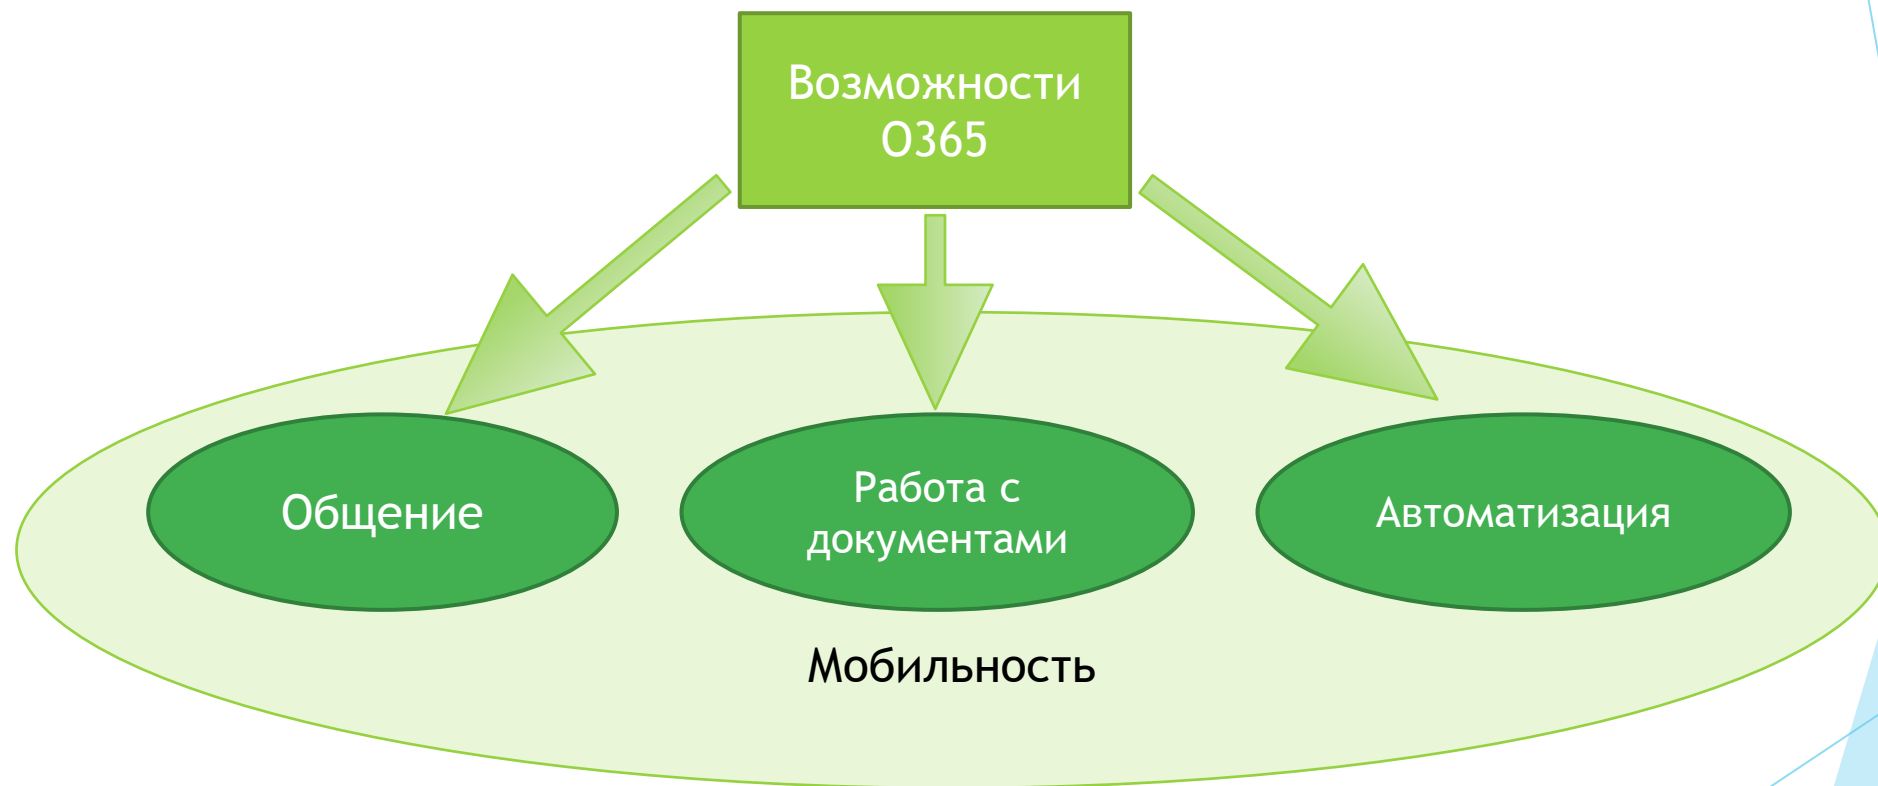 Возможности
О365
Общение
Работа с
документами
Автоматизация
Мобильность